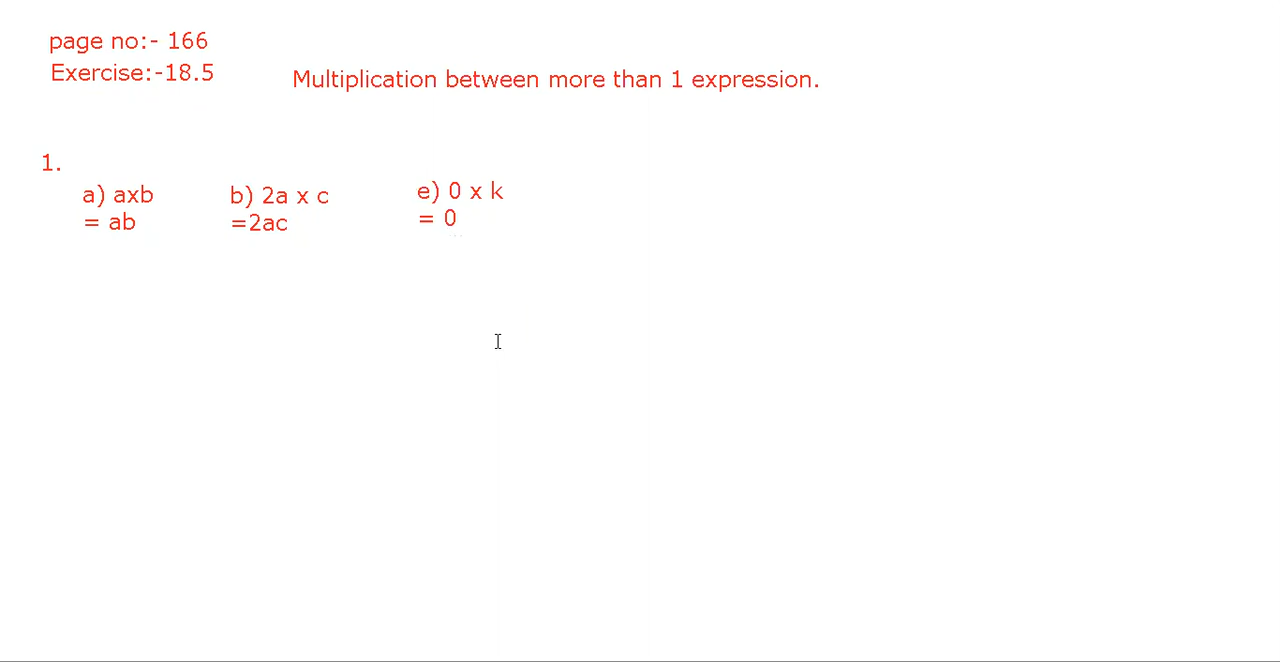 page no:- 166
Exercise:-18.5
Multiplication between more than 1 expression.
1.
a) axb
= ab
b) 2a x c
=2ac
e) 0 x k
= 0